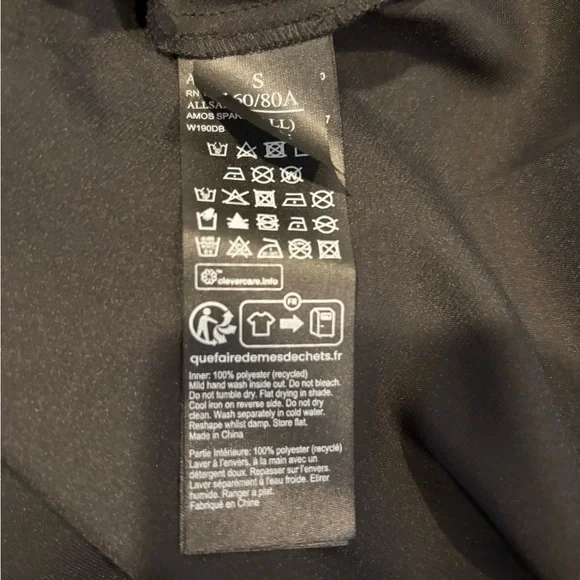 S
160/80A
RN
ALLSA
AMOS SPAR
LL)
W190DB
clevercare.info
FR
quefairedemesdechets.fr
Inner: 100% polyester (recycled)
Mild hand wash inside out. Do not bleach.
Do not tumble dry. Flat drying in shade.
Cool iron on reverse side. Do not dry
clean. Wash separately in cold water.
Reshape whilst damp. Store flat.
Made in China
Partie Intérieure: 100% polyester (recyclé)
Laver à l'envers, à la main avec un
détergent doux. Repasser sur l'envers.
Laver séparément à l'eau froide. Etirer
humide. Ranger à plat.
Fabriqué en Chine